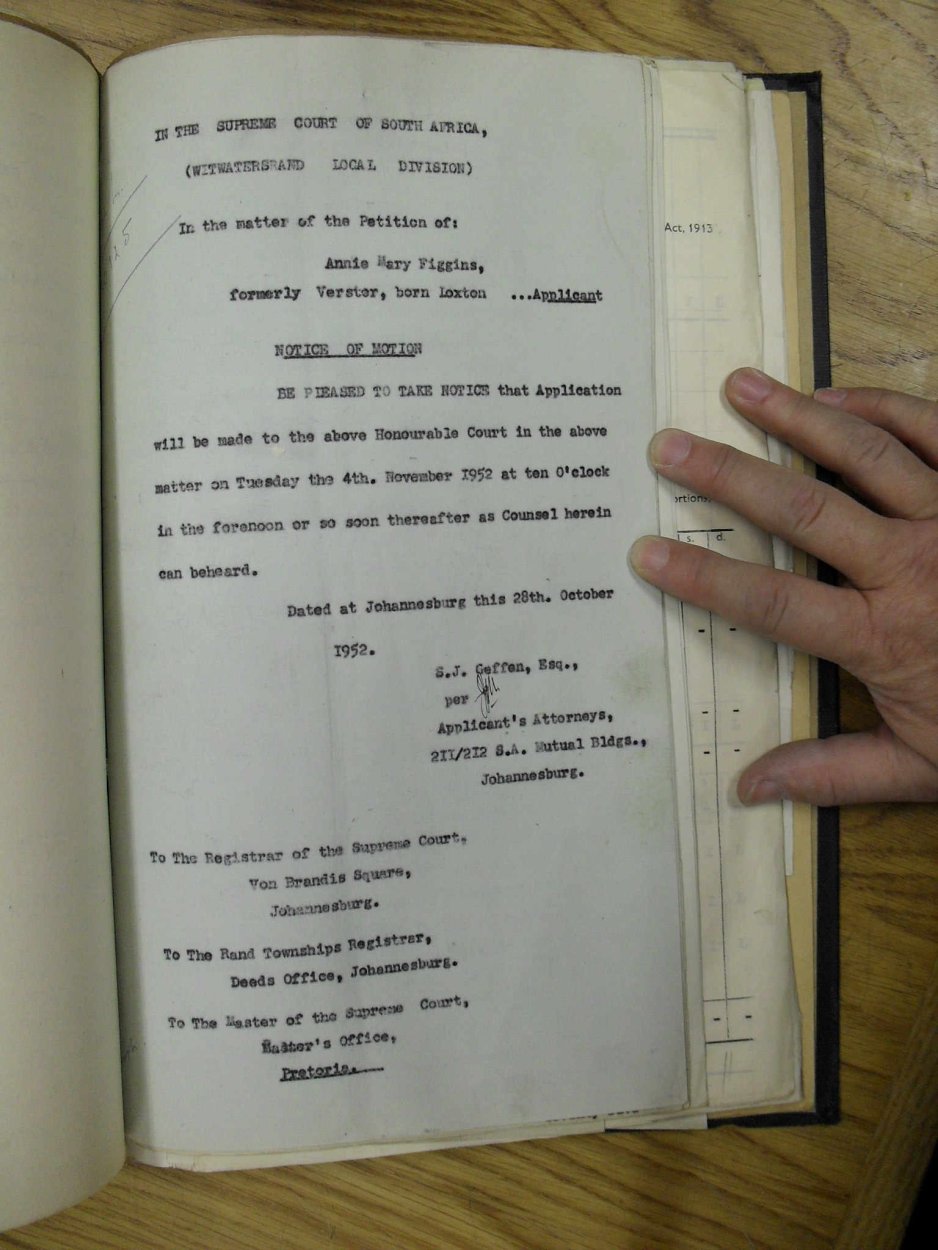 IN THE SUPREME COURT OF SOUTH AFRICA,
(WITWATERSRAND LOCAL DIVISION)
In the matter of the Petition of:
Annie Mary Figgins,
formerly Verster, born Loxton ...Applicant
NOTICE OF MOTION
BE PLEASED TO TAKE NOTICE that Application
will be made to the above Honourable Court in the above
matter on Tuesday the 4th. November 1952 at ten O'clock
in the forenoon or so soon thereafter as Counsel herein
can beheard.
Dated at Johannesburg this 28th. October
1952.
S.J. Geffen, Esq.,
per
Applicant's Attorneys,
211/212 S.A. Mutual Bldgs.,
Johannesburg.
To The Registrar of the Supreme Court,
Von Brandis Square,
Johannesburg.
To The Rand Townships Registrar,
Deeds Office, Johannesburg.
To The Master of the Supreme Court,
Master's Office,
Pretoria.
Act, 1913
s. d.
- -
- -
- -
- -